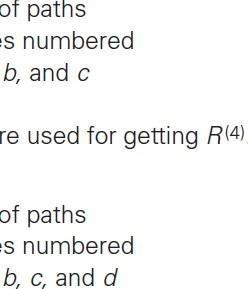 of paths
es numbered
b, and c
re used for getting R(4)
of paths
es numbered
b, c, and d